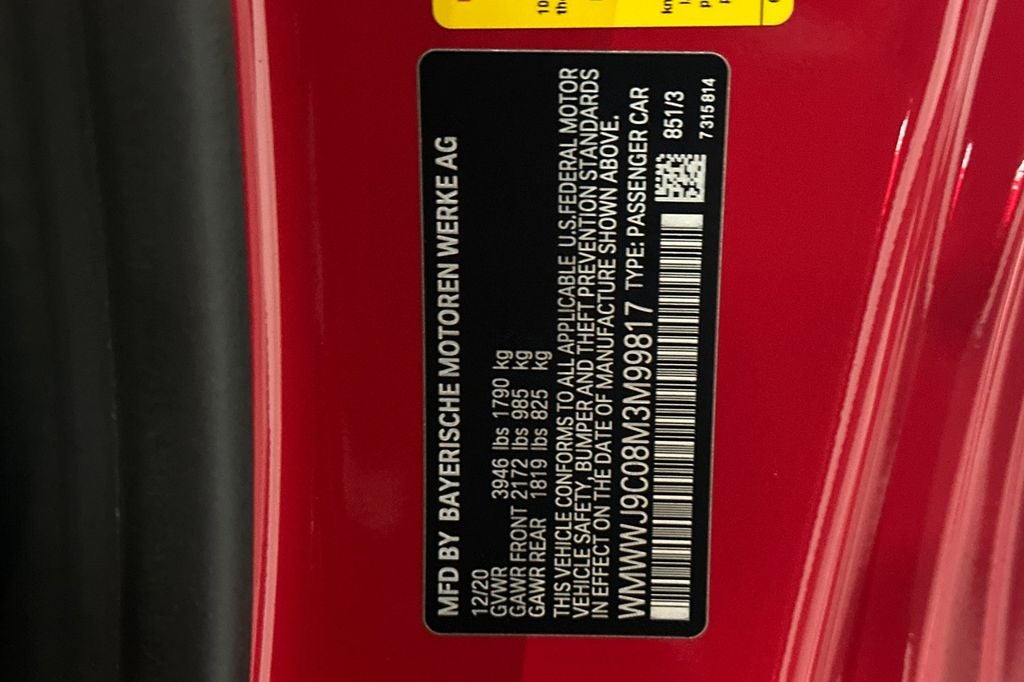 MFD BY BAYERISCHE MOTOREN WERKE AG
12/20
GVWR 3946 lbs 1790 kg
GAWR FRONT 2172 lbs 985 kg
GAWR REAR 1819 lbs 825 kg
THIS VEHICLE CONFORMS TO ALL APPLICABLE U.S.FEDERAL MOTOR
VEHICLE SAFETY, BUMPER AND THEFT PREVENTION STANDARDS
IN EFFECT ON THE DATE OF MANUFACTURE SHOWN ABOVE.
WMWWJ9C08M3M99817 TYPE: PASSENGER CAR
851/3
7315814